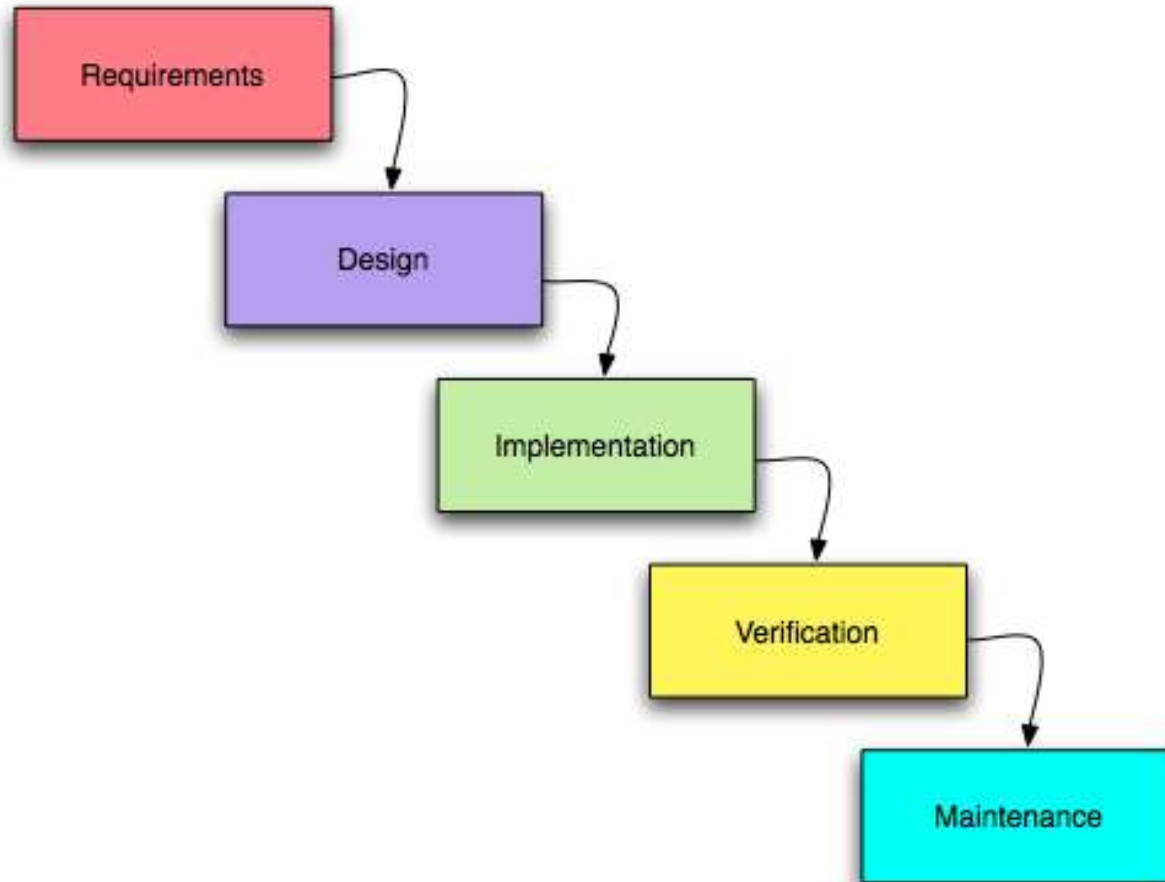 Requirements
Design
Implementation
Verification
Maintenance